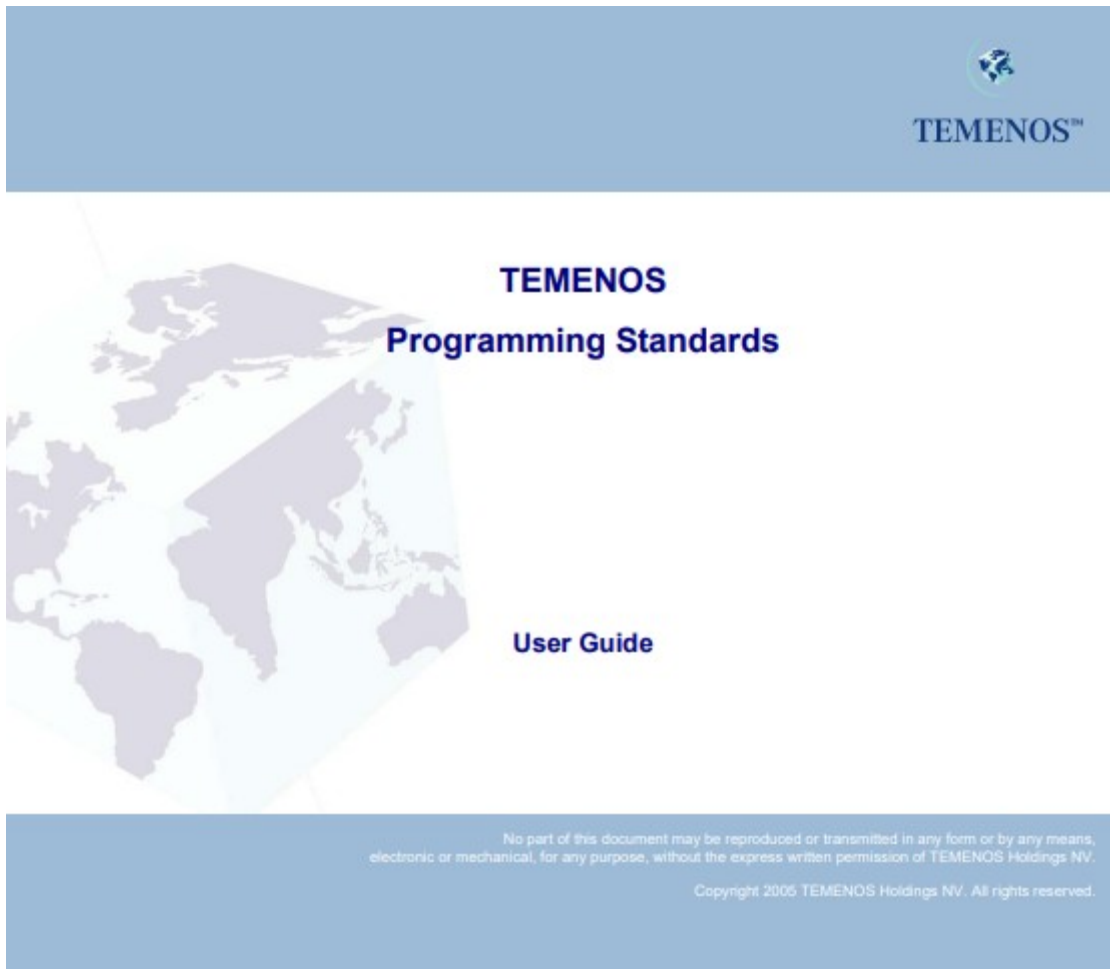 TEMENOS™
TEMENOS
Programming Standards
User Guide
No part of this document may be reproduced or transmitted in any form or by any means,
electronic or mechanical, for any purpose, without the express written permission of TEMENOS Holdings NV.
Copyright 2005 TEMENOS Holdings NV. All rights reserved.